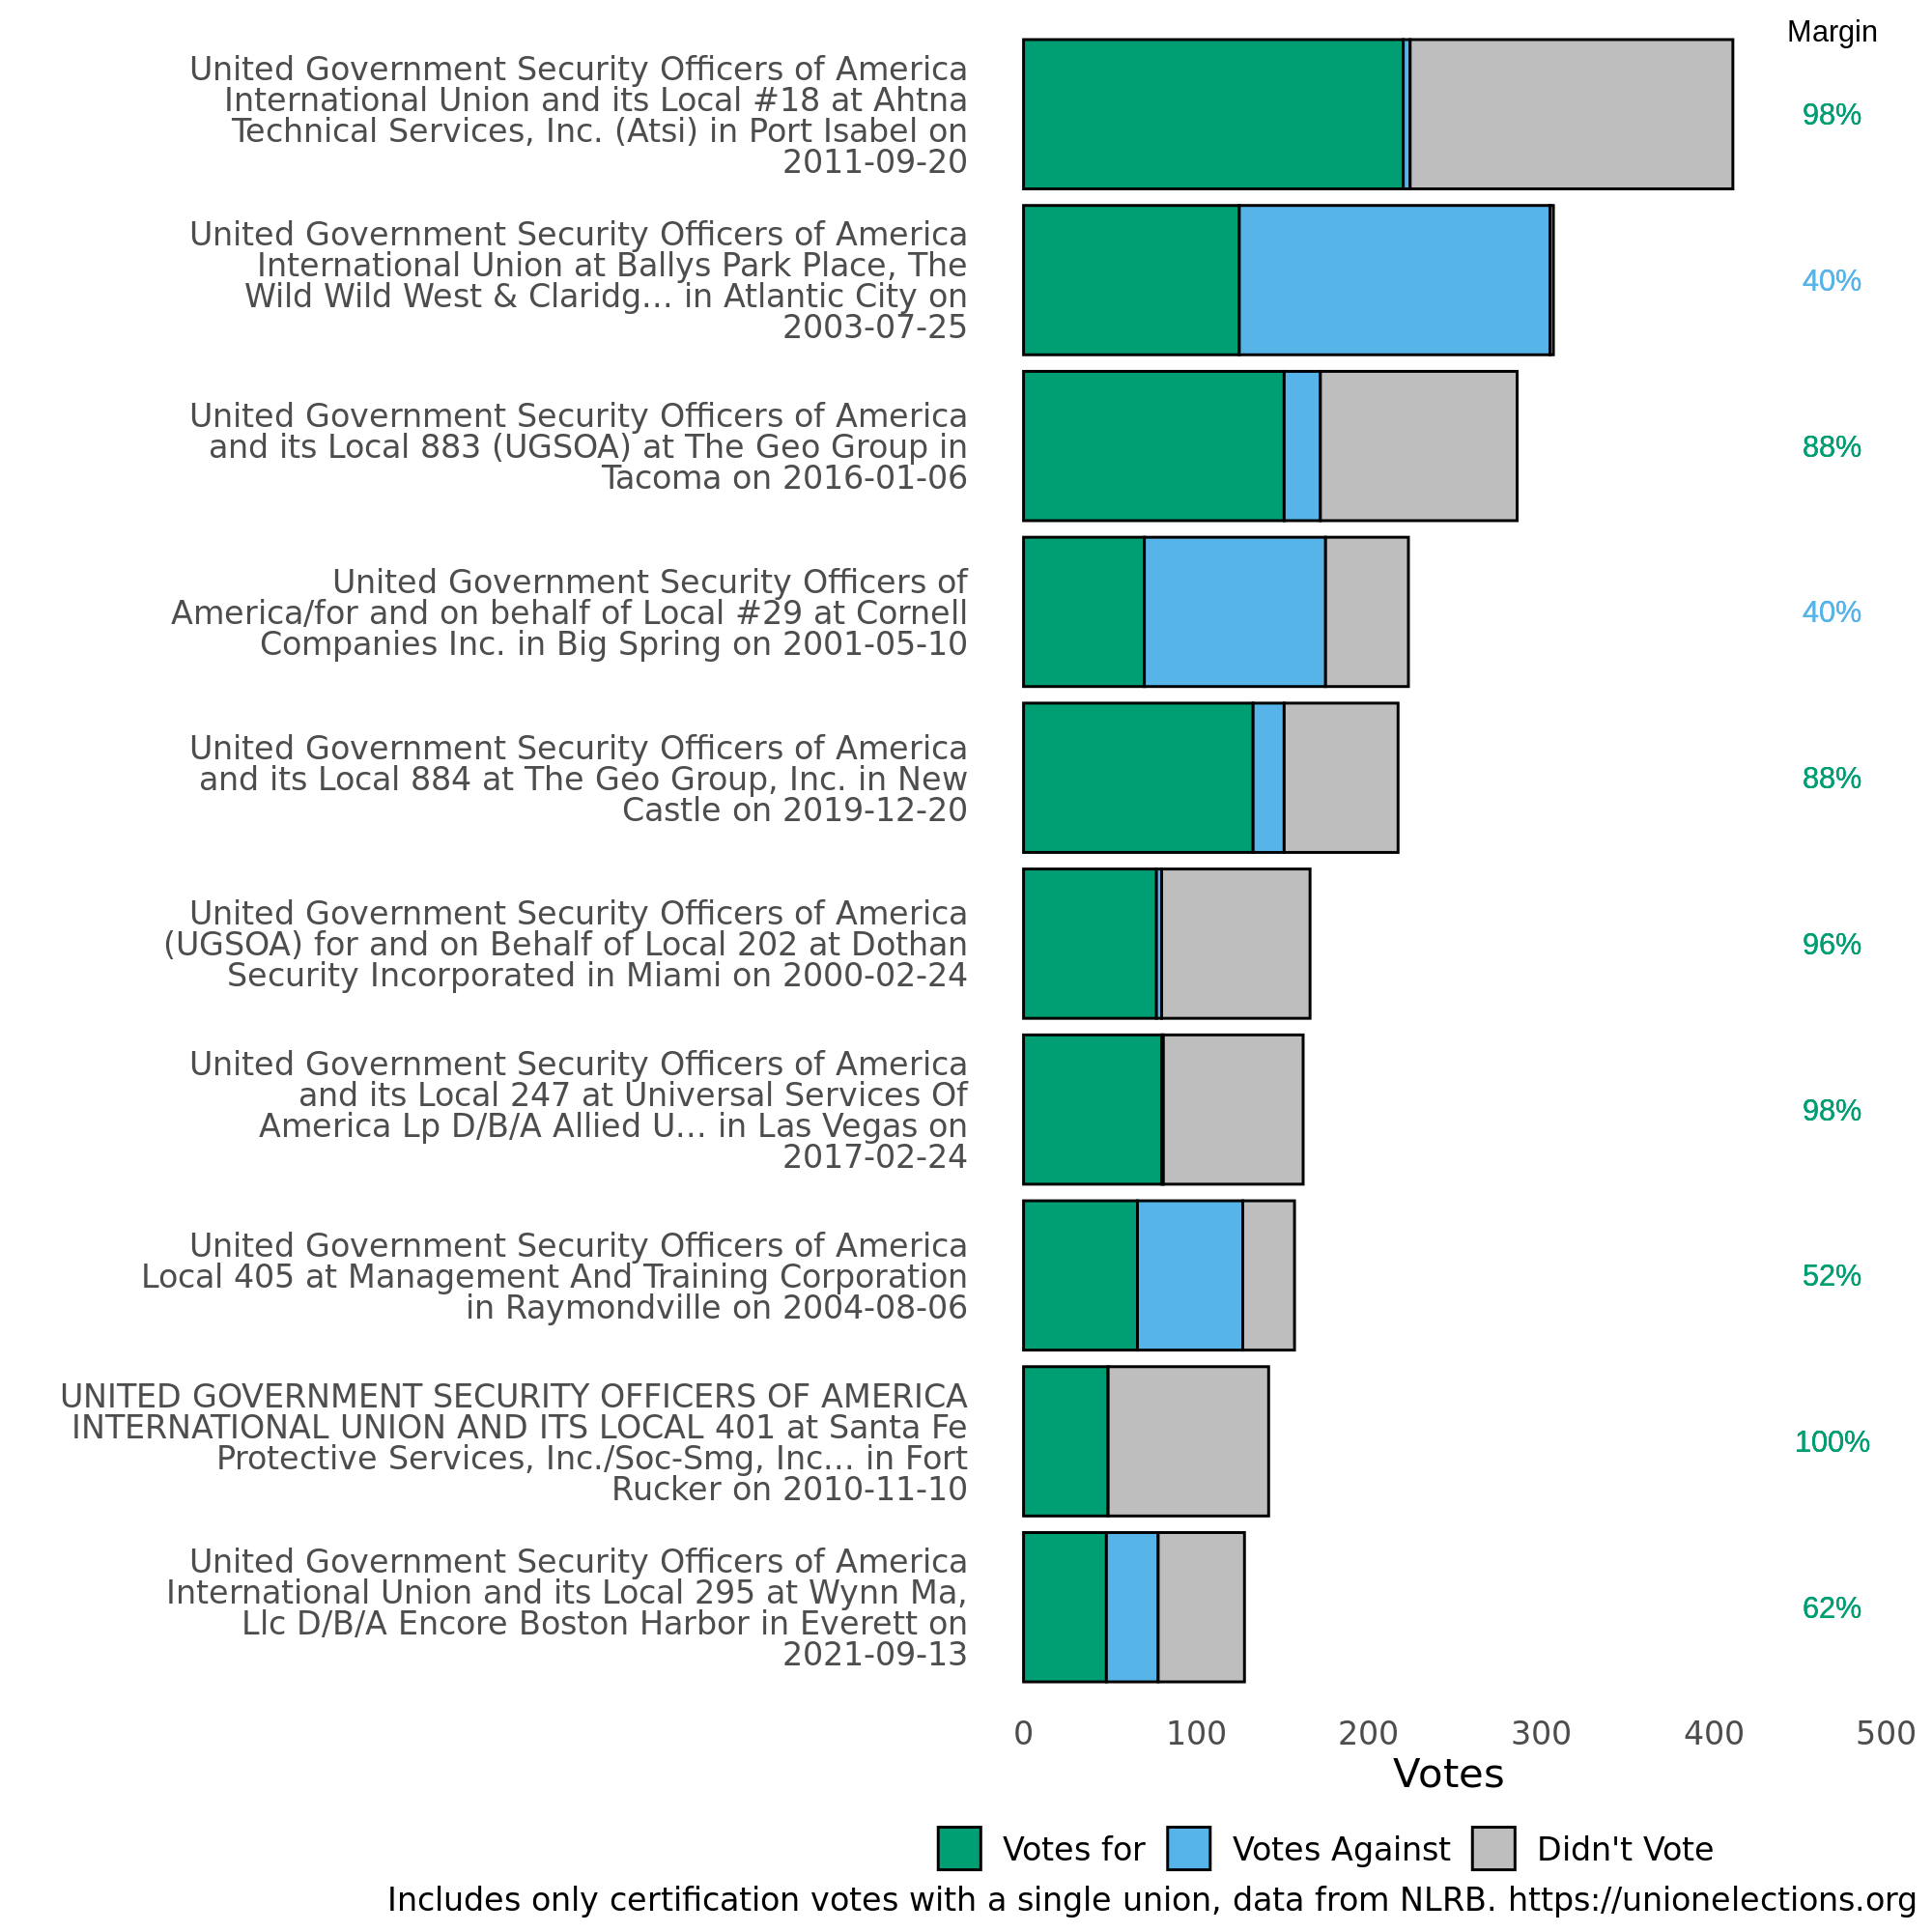 Margin
United Government Security Officers of America
International Union and its Local #18 at Ahtna
Technical Services, Inc. (Atsi) in Port Isabel on
2011-09-20
98%
United Government Security Officers of America
International Union at Ballys Park Place, The
Wild Wild West & Claridg... in Atlantic City on
2003-07-25
40%
United Government Security Officers of America
and its Local 883 (UGSOA) at The Geo Group in
Tacoma on 2016-01-06
88%
United Government Security Officers of
America/for and on behalf of Local #29 at Cornell
Companies Inc. in Big Spring on 2001-05-10
40%
United Government Security Officers of America
and its Local 884 at The Geo Group, Inc. in New
Castle on 2019-12-20
88%
United Government Security Officers of America
(UGSOA) for and on Behalf of Local 202 at Dothan
Security Incorporated in Miami on 2000-02-24
96%
United Government Security Officers of America
and its Local 247 at Universal Services Of
America Lp D/B/A Allied U... in Las Vegas on
2017-02-24
98%
United Government Security Officers of America
Local 405 at Management And Training Corporation
in Raymondville on 2004-08-06
52%
UNITED GOVERNMENT SECURITY OFFICERS OF AMERICA
INTERNATIONAL UNION AND ITS LOCAL 401 at Santa Fe
Protective Services, Inc./Soc-Smg, Inc... in Fort
Rucker on 2010-11-10
100%
United Government Security Officers of America
International Union and its Local 295 at Wynn Ma,
Llc D/B/A Encore Boston Harbor in Everett on
2021-09-13
62%
0 100 200 300 400 500
Votes
Votes for Votes Against Didn't Vote
Includes only certification votes with a single union, data from NLRB. https://unionelections.org